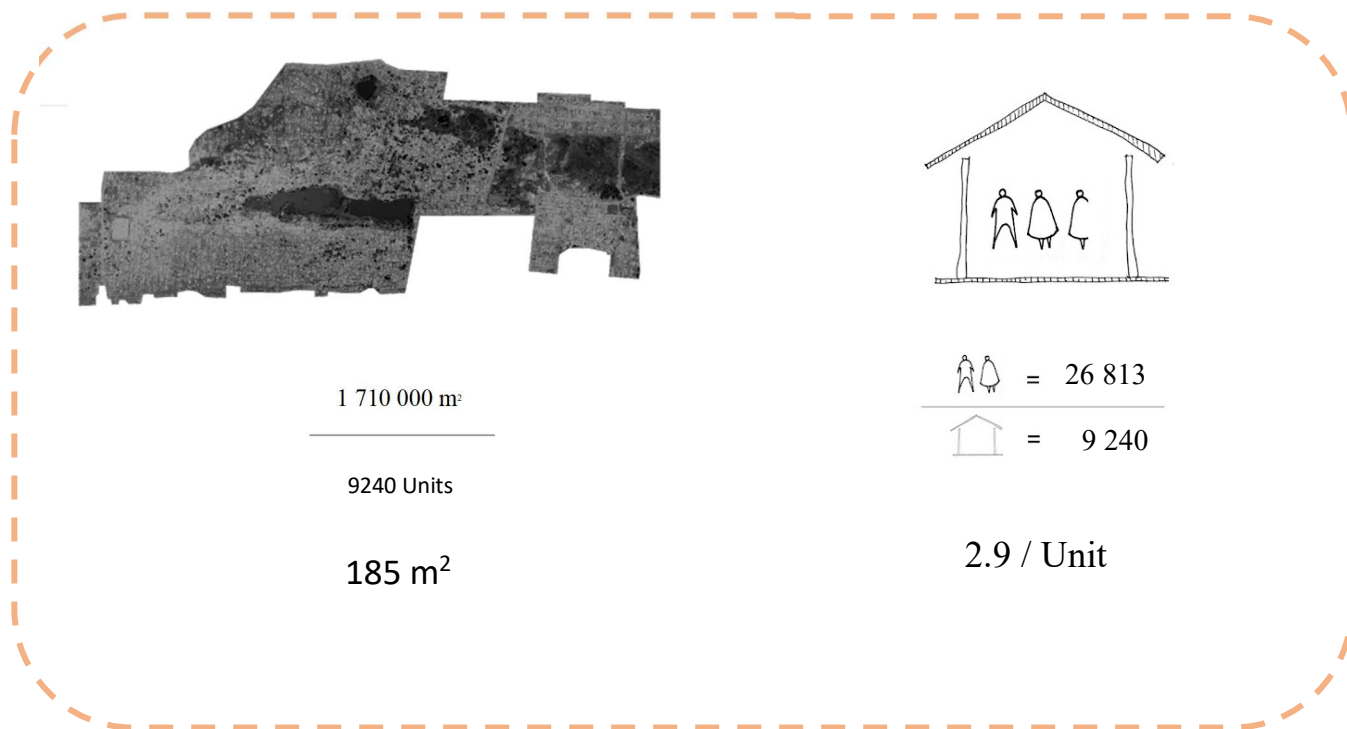 1 710 000 m²
9240 Units
185 m²
= 26 813
= 9 240
2.9 / Unit